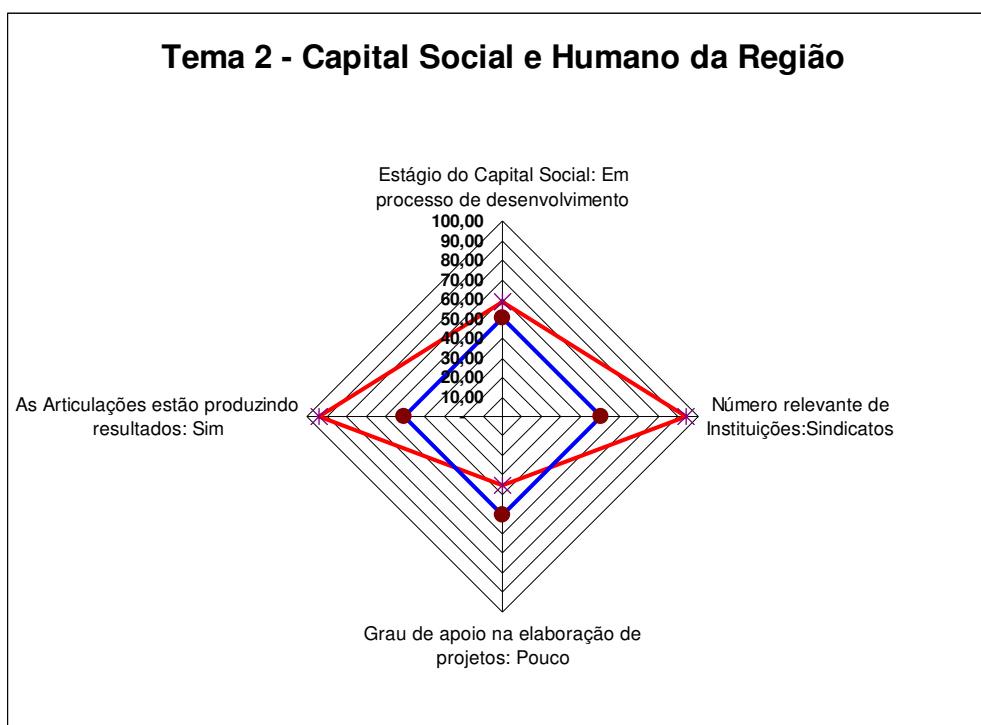 Tema 2 - Capital Social e Humano da Região
Estágio do Capital Social: Em
processo de desenvolvimento
100,00
90,00
80,00
70,00
60,00
50,00
40,00
30,00
20,00
10,00
-
As Articulações estão produzindo
resultados: Sim
Número relevante de
Instituições:Sindicatos
Grau de apoio na elaboração de
projetos: Pouco